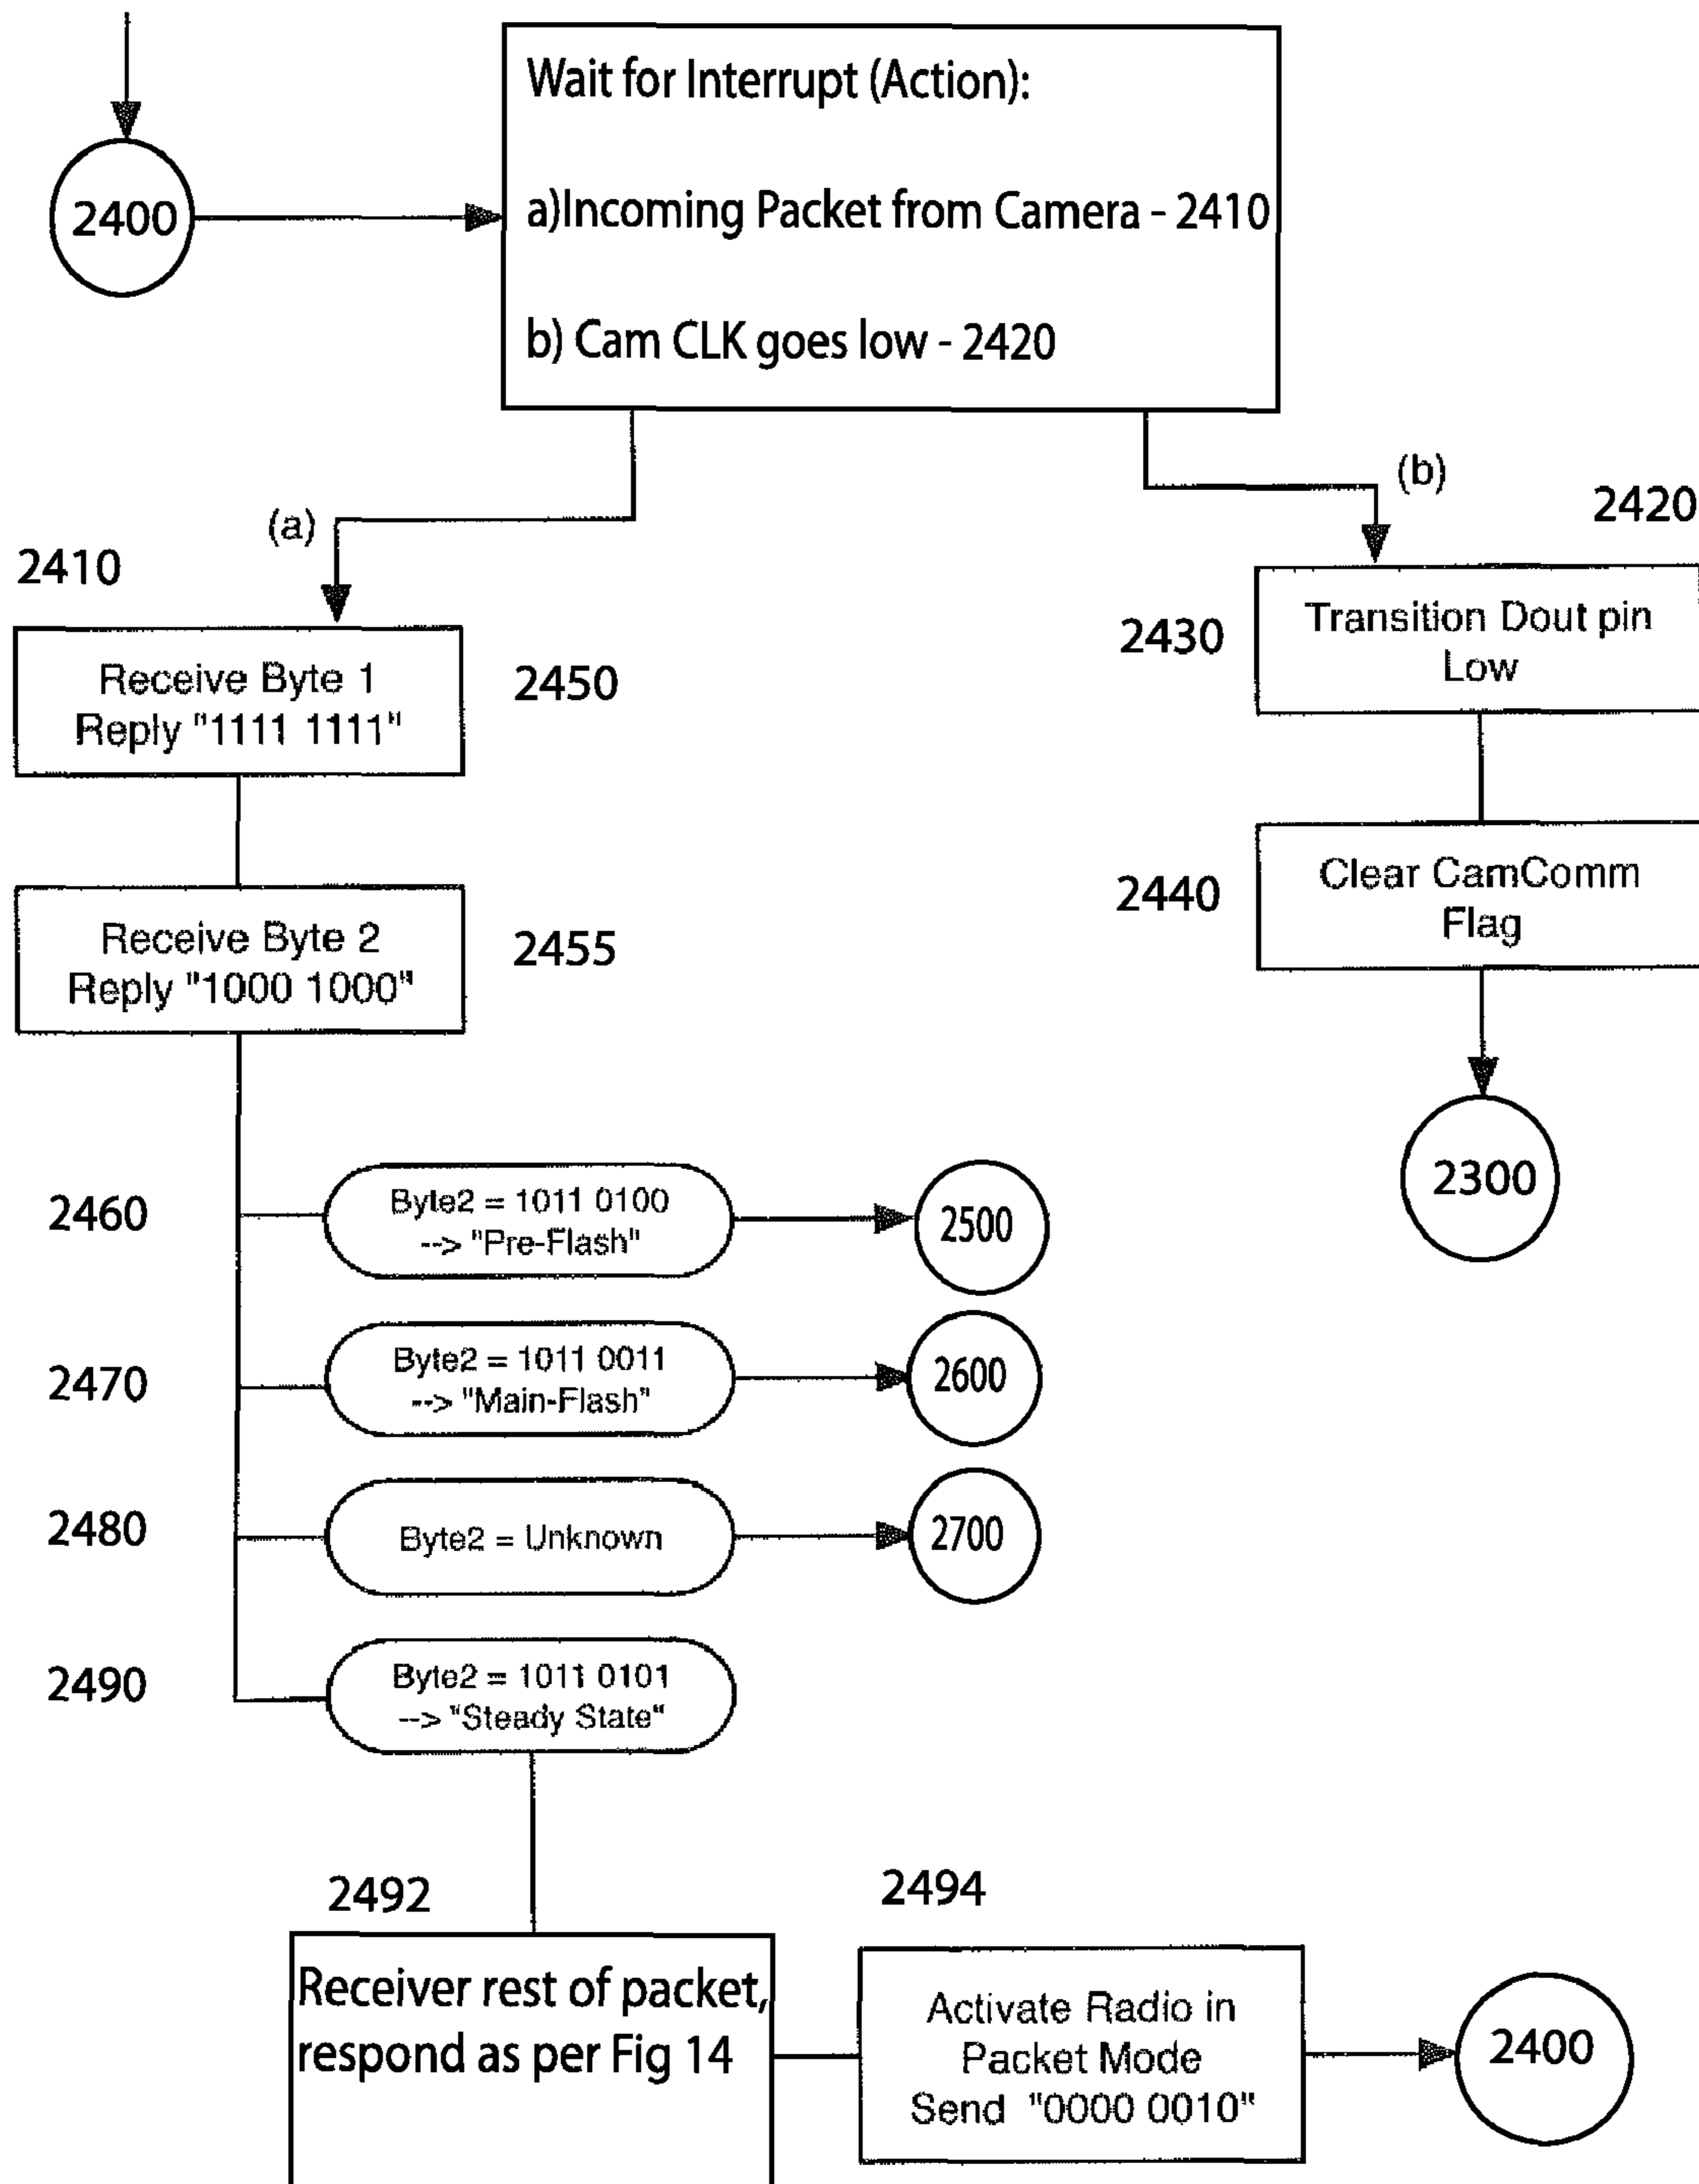 2400
Wait for Interrupt (Action):
a)Incoming Packet from Camera - 2410
b) Cam CLK goes low - 2420
(a)
(b)
2410
2420
Receive Byte 1
Reply "1111 1111"
2450
2430
Transition Dout pin
Low
Receive Byte 2
Reply "1000 1000"
2455
2440
Clear CamComm
Flag
2300
2460
Byte2 = 1011 0100
--> "Pre-Flash"
2500
2470
Byte2 = 1011 0011
--> "Main-Flash"
2600
2480
Byte2 = Unknown
2700
2490
Byte2 = 1011 0101
--> "Steady State"
2492
Receiver rest of packet,
respond as per Fig 14
2494
Activate Radio in
Packet Mode
Send "0000 0010"
2400